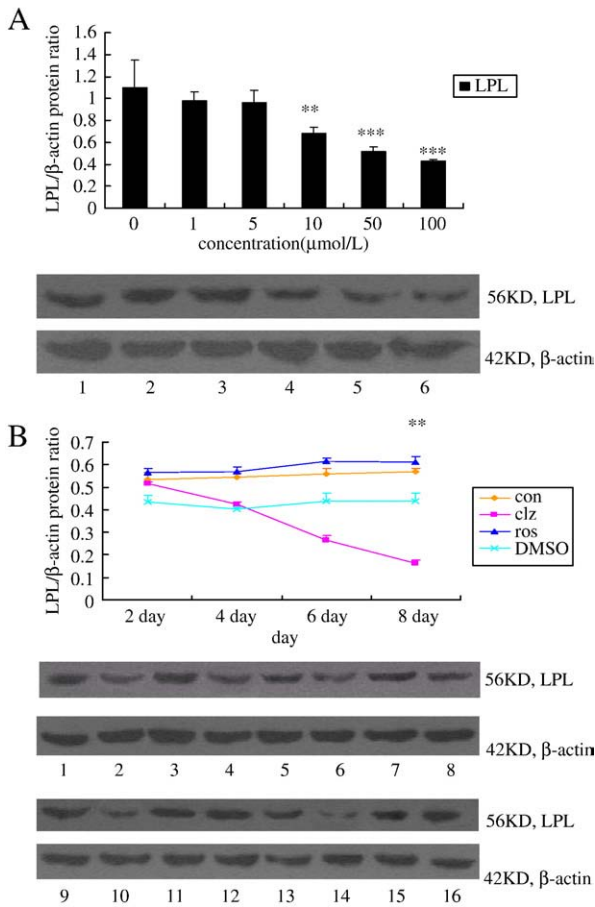 A
LPL/β-actin protein ratio
1.6
1.4
1.2
1
0.8
0.6
0.4
0.2
0
** *** ***
LPL
0 1 5 10 50 100
concentration(μmol/L)
56KD, LPL
42KD, β-actin
1 2 3 4 5 6
B
**
LPL/β-actin protein ratio
0.7
0.6
0.5
0.4
0.3
0.2
0.1
0
con
clz
ros
DMSO
2 day 4 day 6 day 8 day
day
56KD, LPL
42KD, β-actin
1 2 3 4 5 6 7 8
56KD, LPL
42KD, β-actin
9 10 11 12 13 14 15 16